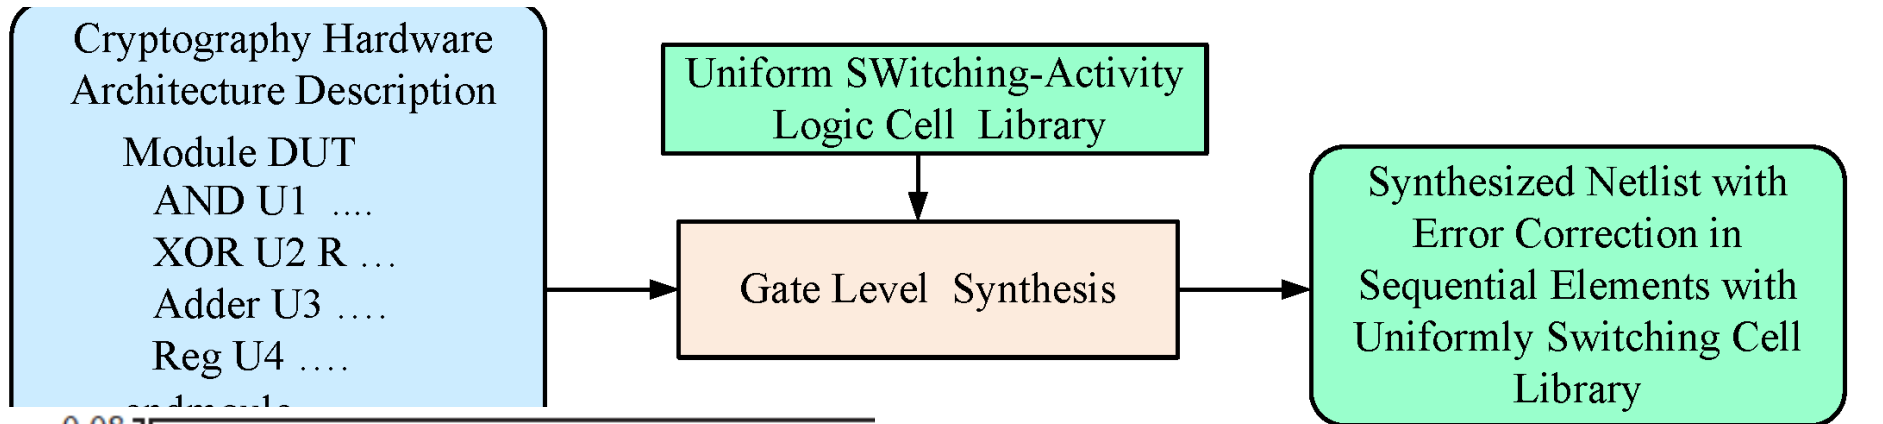 Cryptography Hardware
Architecture Description
Module DUT
AND U1 ....
XOR U2 R ...
Adder U3 ....
Reg U4 ....
Uniform SWitching-Activity
Logic Cell Library
Gate Level Synthesis
Synthesized Netlist with
Error Correction in
Sequential Elements with
Uniformly Switching Cell
Library